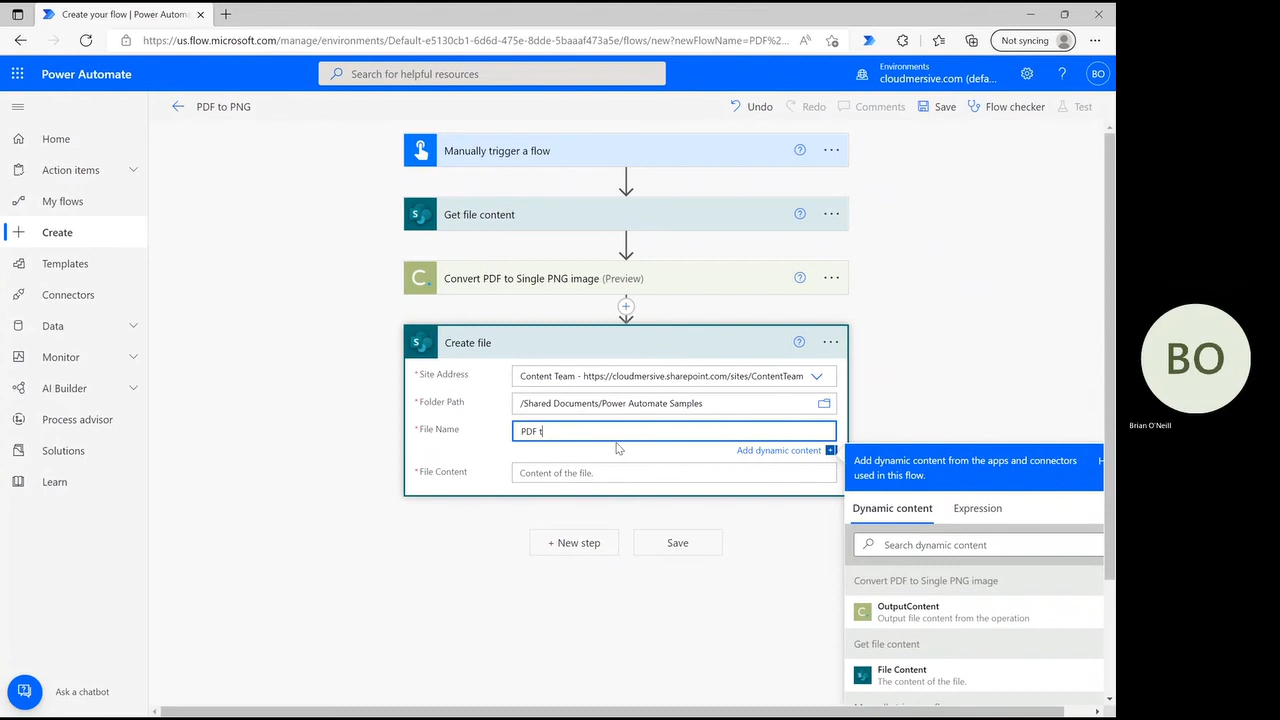 Create your flow | Power Autom
https://us.flow.microsoft.com/manage/environments/Default-e5130cb1-6d6d-475e-8dde-5baaaf473a5e/flows/new?newFlowName=PDF%2...
Not syncing
Power Automate
Search for helpful resources
Environments
cloudmersive.com (defa...
BO
PDF to PNG
Undo
Redo
Comments
Save
Flow checker
Test
Home
Action items
My flows
Create
Templates
Connectors
Data
Monitor
AI Builder
Process advisor
Solutions
Learn
Ask a chatbot
Manually trigger a flow
Get file content
Convert PDF to Single PNG image (Preview)
Create file
* Site Address
Content Team - https://cloudmersive.sharepoint.com/sites/ContentTeam
* Folder Path
/Shared Documents/Power Automate Samples
* File Name
PDF t
Add dynamic content
* File Content
Content of the file.
+ New step
Save
Add dynamic content from the apps and connectors
used in this flow.
H
Dynamic content
Expression
Search dynamic content
Convert PDF to Single PNG image
OutputContent
Output file content from the operation
Get file content
File Content
The content of the file.
BO
Brian O'Neill